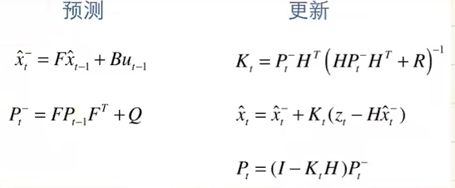 预测
x̂ₜ⁻ = Fx̂ₜ₋₁ + Buₜ₋₁
Pₜ⁻ = FPₜ₋₁Fᵀ + Q
更新
Kₜ = Pₜ⁻Hᵀ(HPₜ⁻Hᵀ + R)⁻¹
x̂ₜ = x̂ₜ⁻ + Kₜ(zₜ − Hx̂ₜ⁻)
Pₜ = (I − KₜH)Pₜ⁻